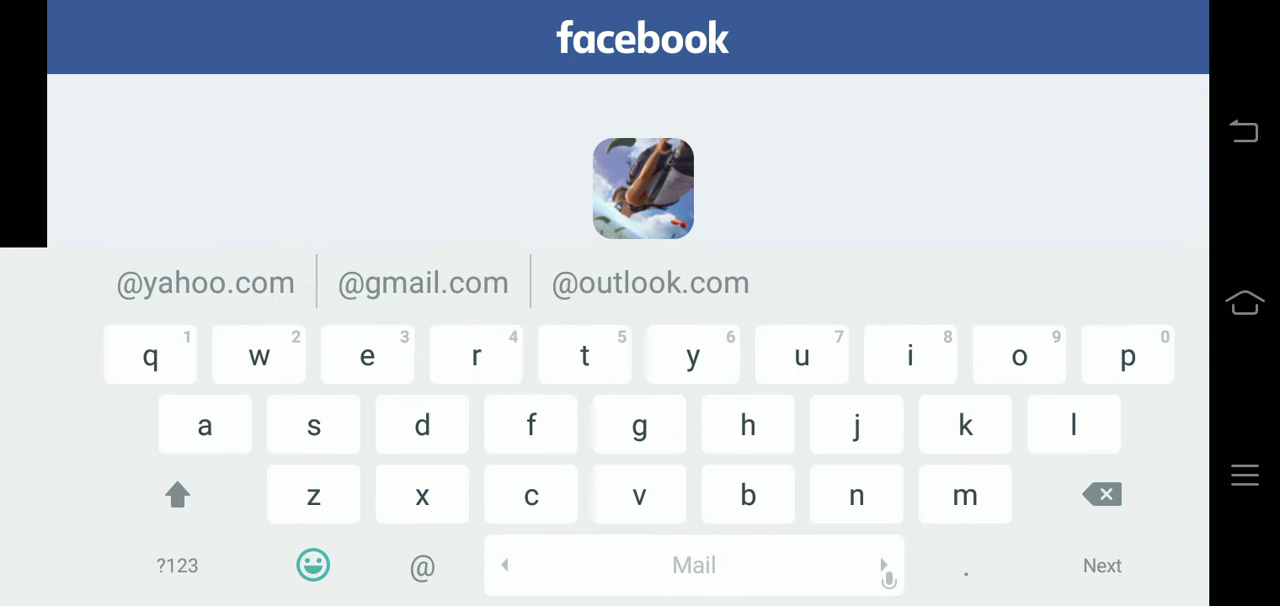 facebook
@yahoo.com @gmail.com @outlook.com
q 1 w 2 e 3 r 4 t 5 y 6 u 7 i 8 o 9 p 0
a s d f g h j k l
z x c v b n m
?123 @ Mail . Next